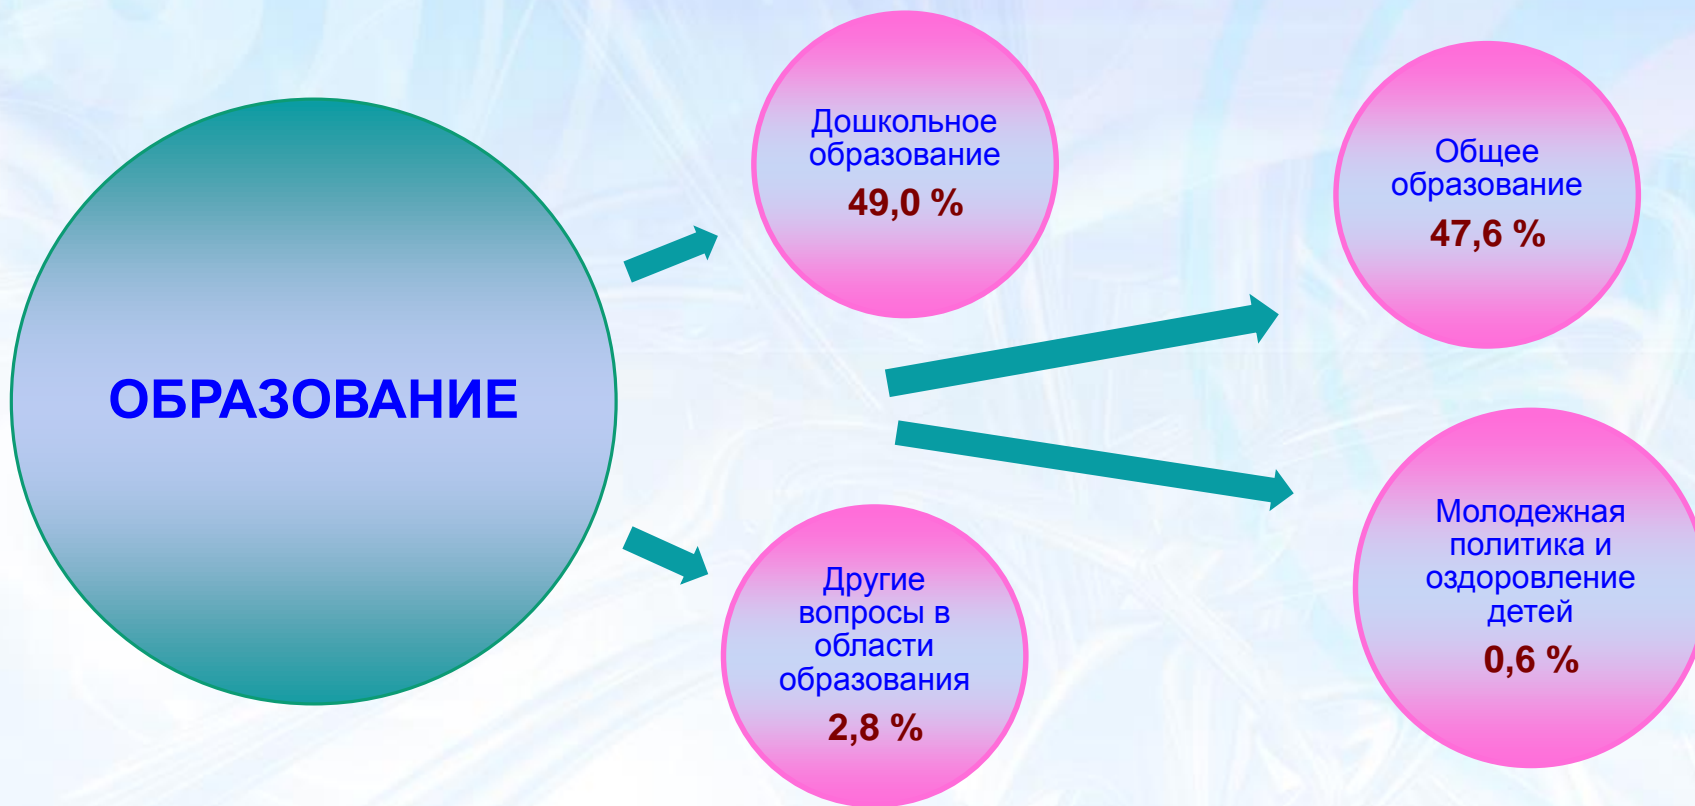 ОБРАЗОВАНИЕ
Дошкольное
образование
49,0 %
Общее
образование
47,6 %
Другие
вопросы в
области
образования
2,8 %
Молодежная
политика и
оздоровление
детей
0,6 %